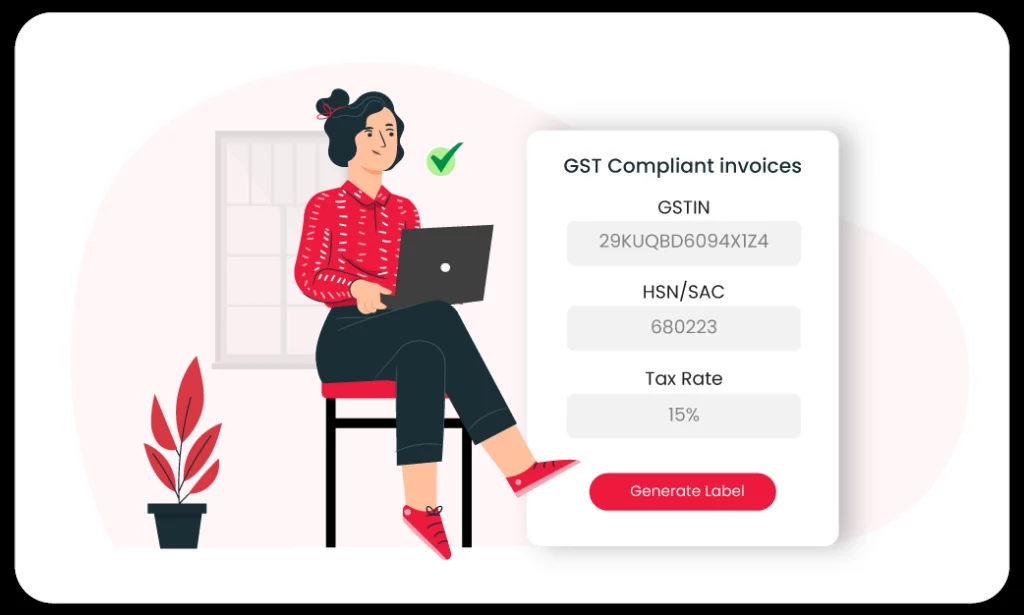 GST Compliant invoices
GSTIN
29KUQBD6094X1Z4
HSN/SAC
680223
Tax Rate
15%
Generate Label